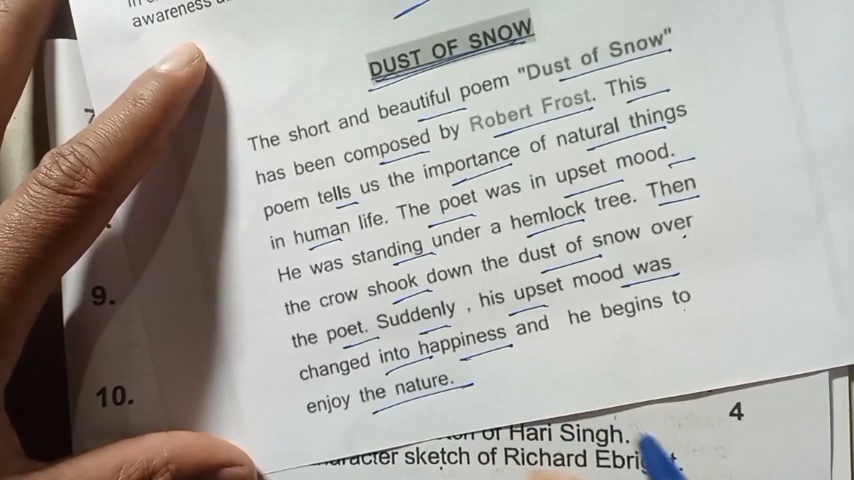 awareness
DUST OF SNOW
The short and beautiful poem "Dust of Snow"
has been composed by Robert Frost. This
poem tells us the importance of natural things
in human life. The poet was in upset mood.
He was standing under a hemlock tree. Then
the crow shook down the dust of snow over
the poet. Suddenly , his upset mood was
changed into happiness and he begins to
enjoy the nature.
9.
10.
4
of Hari Singh.
sketch of Richard